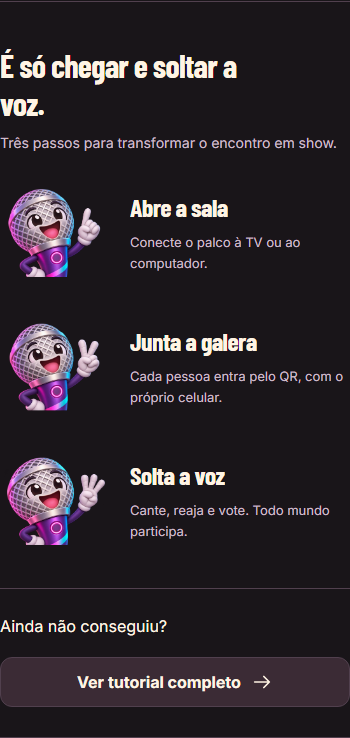 É só chegar e soltar a
voz.
Três passos para transformar o encontro em show.
Abre a sala
Conecte o palco à TV ou ao
computador.
Junta a galera
Cada pessoa entra pelo QR, com o
próprio celular.
Solta a voz
Cante, reaja e vote. Todo mundo
participa.
Ainda não conseguiu?
Ver tutorial completo →